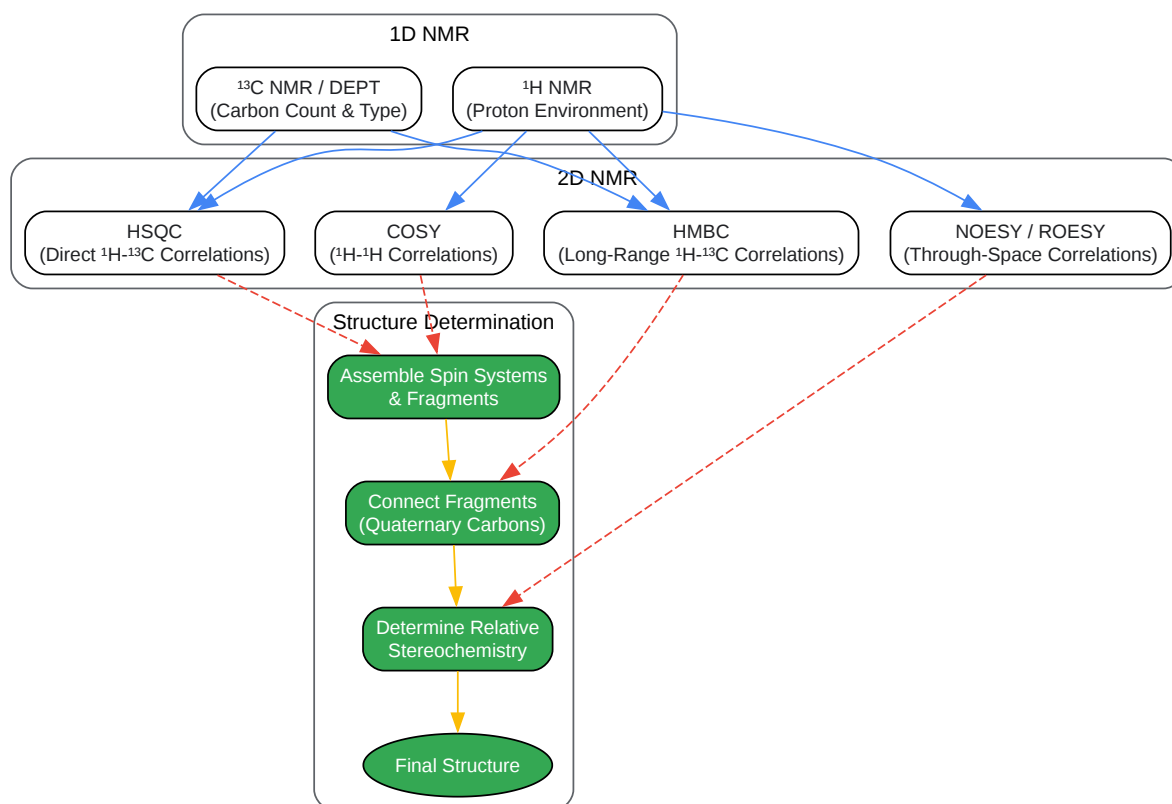 1D NMR
¹³C NMR / DEPT
(Carbon Count & Type)
¹H NMR
(Proton Environment)
2D NMR
HSQC
(Direct ¹H-¹³C Correlations)
COSY
(¹H-¹H Correlations)
HMBC
(Long-Range ¹H-¹³C Correlations)
NOESY / ROESY
(Through-Space Correlations)
Structure Determination
Assemble Spin Systems
& Fragments
Connect Fragments
(Quaternary Carbons)
Determine Relative
Stereochemistry
Final Structure